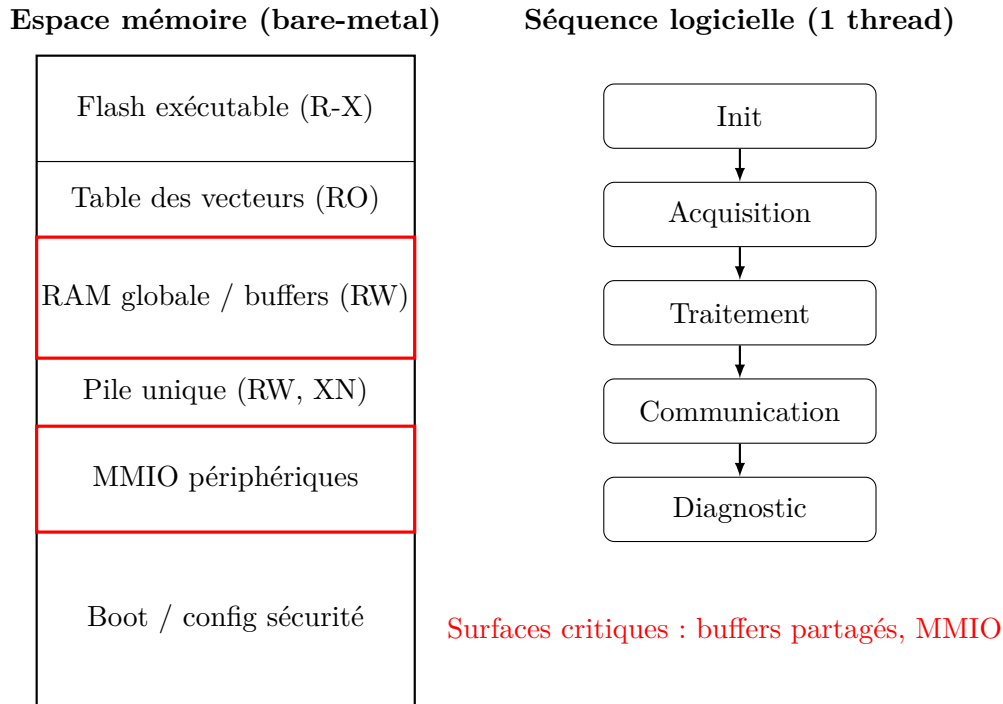 Espace mémoire (bare-metal)
Flash exécutable (R-X)
Table des vecteurs (RO)
RAM globale / buffers (RW)
Pile unique (RW, XN)
MMIO périphériques
Boot / config sécurité
Séquence logicielle (1 thread)
Init
Acquisition
Traitement
Communication
Diagnostic
Surfaces critiques : buffers partagés, MMIO